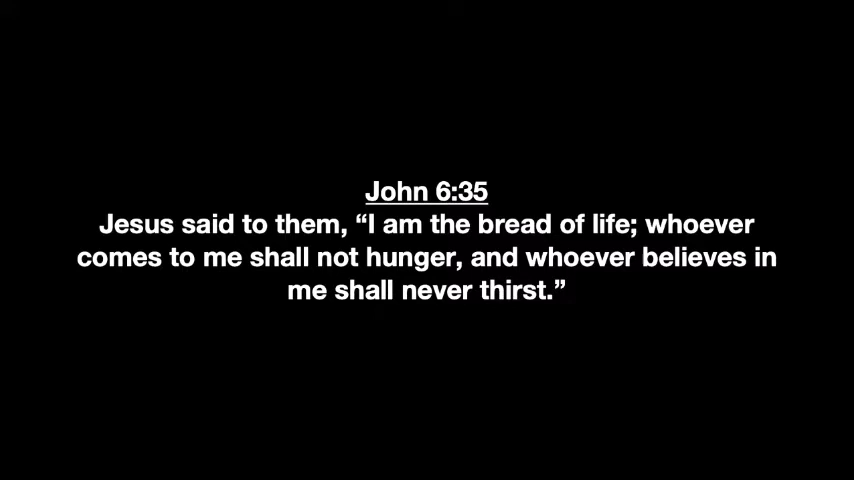 John 6:35
Jesus said to them, “I am the bread of life; whoever
comes to me shall not hunger, and whoever believes in
me shall never thirst.”